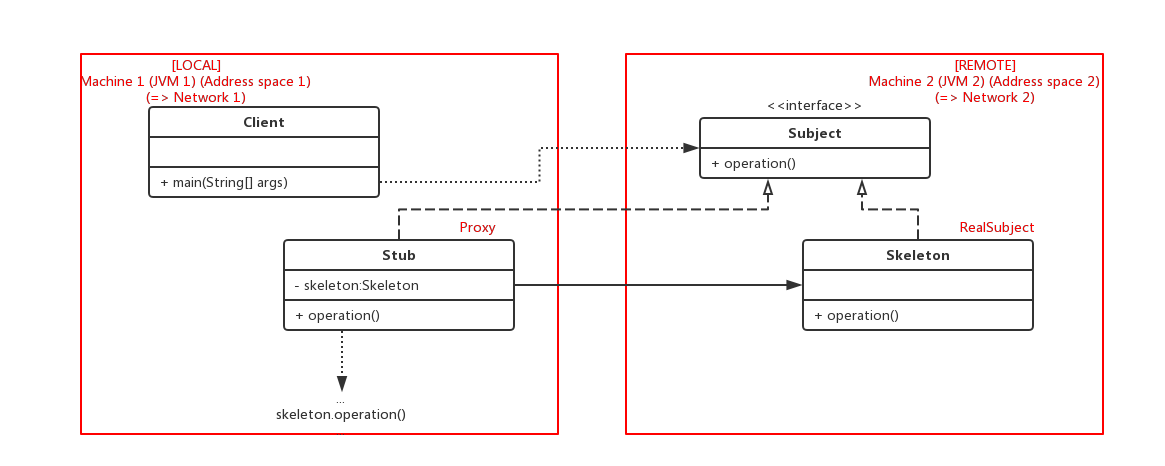 [LOCAL]
Machine 1 (JVM 1) (Address space 1)
(=> Network 1)
Client
+ main(String[] args)
[REMOTE]
Machine 2 (JVM 2) (Address space 2)
(=> Network 2)
<<interface>>
Subject
+ operation()
Proxy
Stub
- skeleton:Skeleton
+ operation()
RealSubject
Skeleton
+ operation()
...
skeleton.operation()